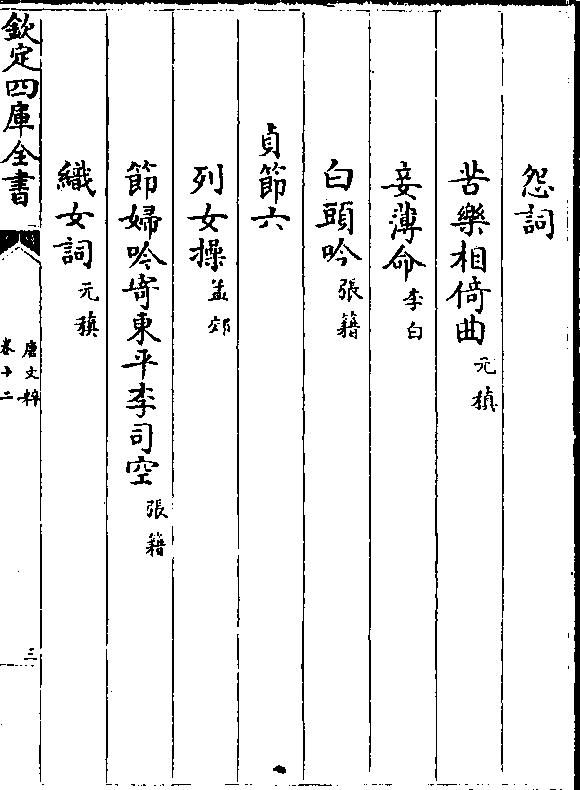 怨詞
苦樂相倚曲 元稹
妾薄命 李白
白頭吟 張籍
貞節六
列女操 孟郊
節婦吟寄東平李司空 張籍
織女詞 元稹
欽定四庫全書
唐文粹
卷十二
三